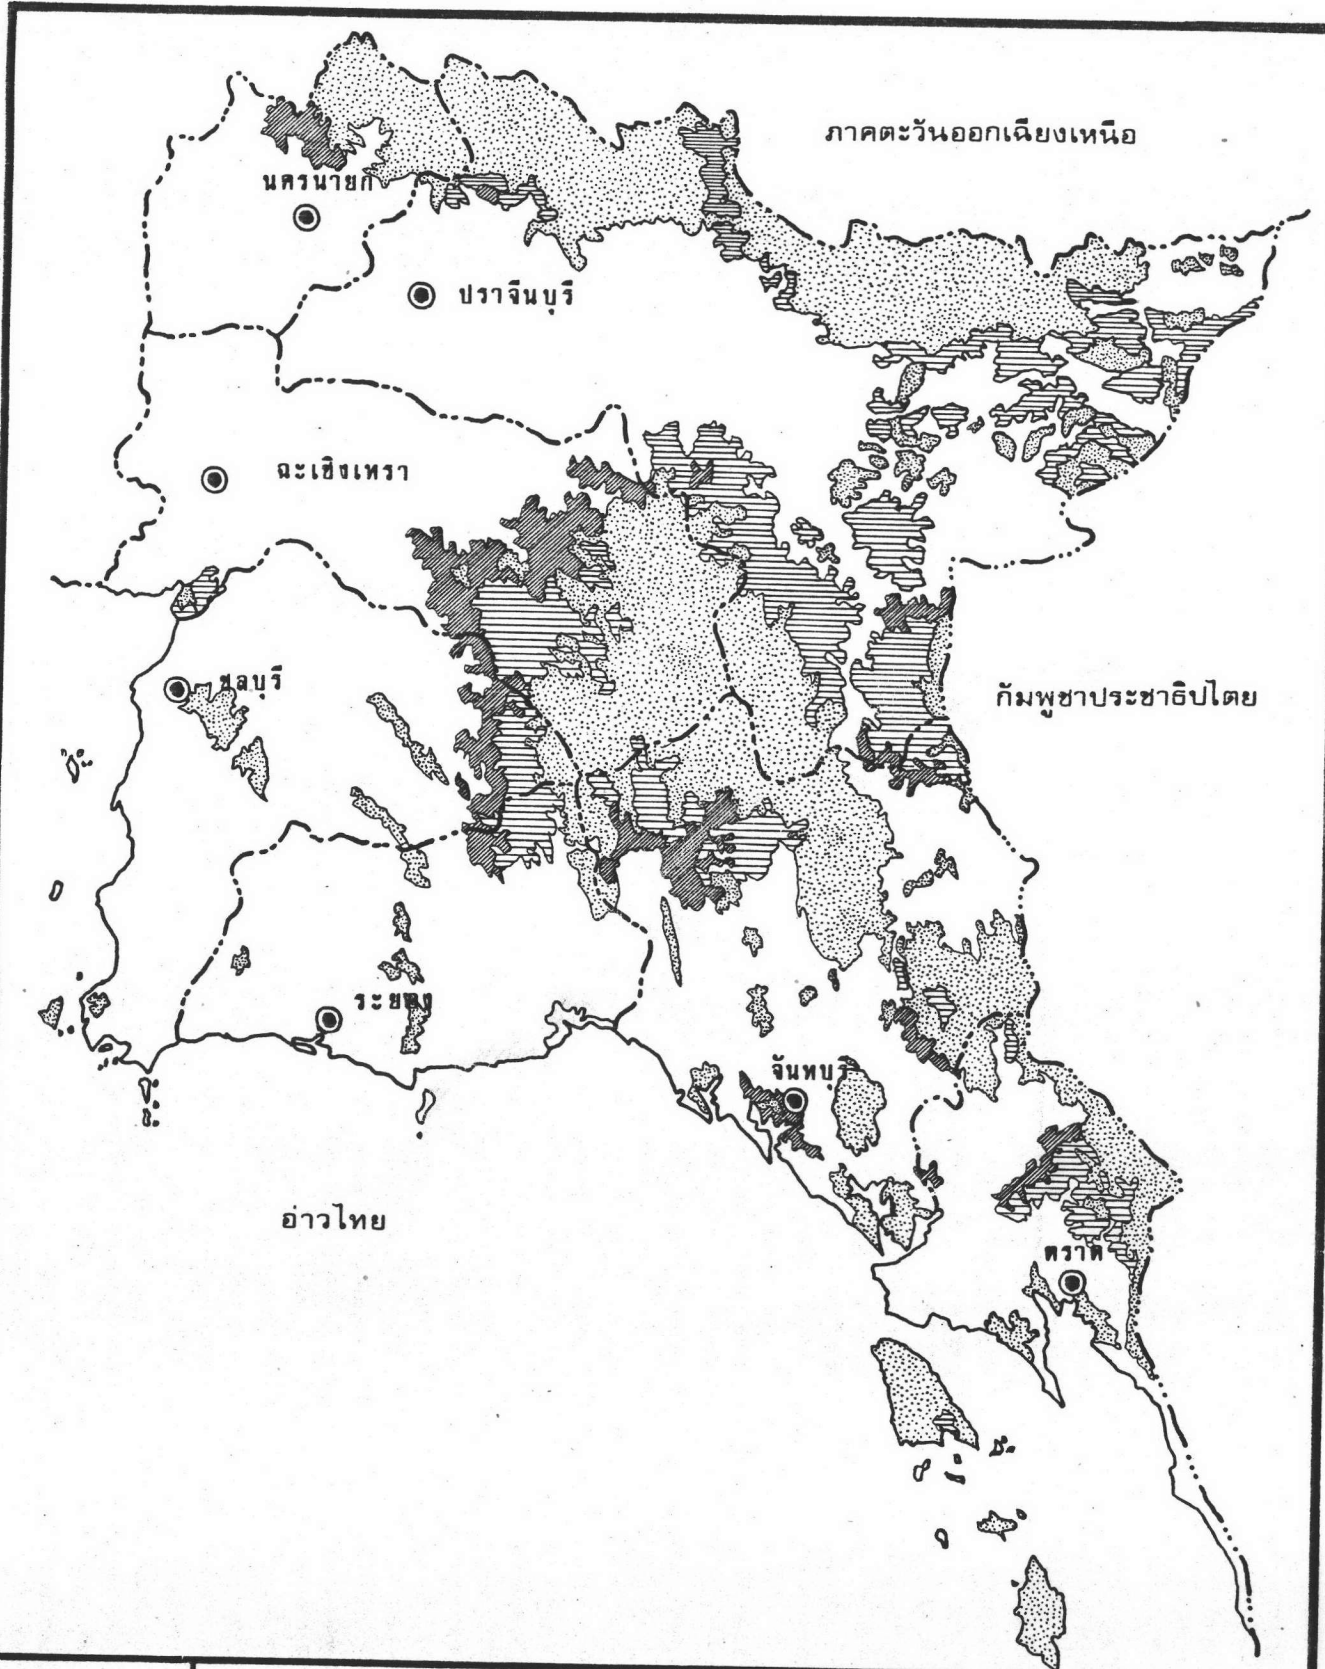 ภาคตะวันออกเฉียงเหนือ
นครนายก
ปราจีนบุรี
ฉะเชิงเทรา
ชลบุรี
กัมพูชาประชาธิปไตย
ระยอง
จันทบุรี
อ่าวไทย
ตราด